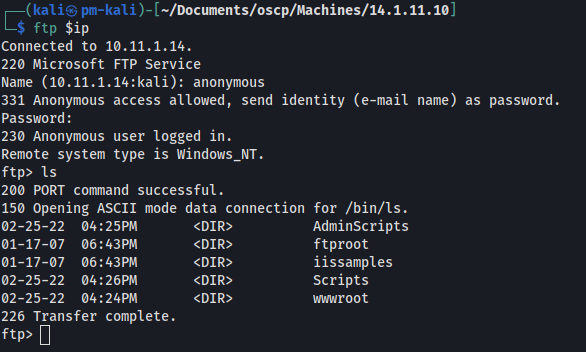 ┌──(kali㉿pm-kali)-[~/Documents/oscp/Machines/14.1.11.10]
└─$ ftp $ip
Connected to 10.11.1.14.
220 Microsoft FTP Service
Name (10.11.1.14:kali): anonymous
331 Anonymous access allowed, send identity (e-mail name) as password.
Password:
230 Anonymous user logged in.
Remote system type is Windows_NT.
ftp> ls
200 PORT command successful.
150 Opening ASCII mode data connection for /bin/ls.
02-25-22  04:25PM       <DIR>          AdminScripts
01-17-07  06:43PM       <DIR>          ftproot
01-17-07  06:43PM       <DIR>          iissamples
02-25-22  04:26PM       <DIR>          Scripts
02-25-22  04:24PM       <DIR>          wwwroot
226 Transfer complete.
ftp>